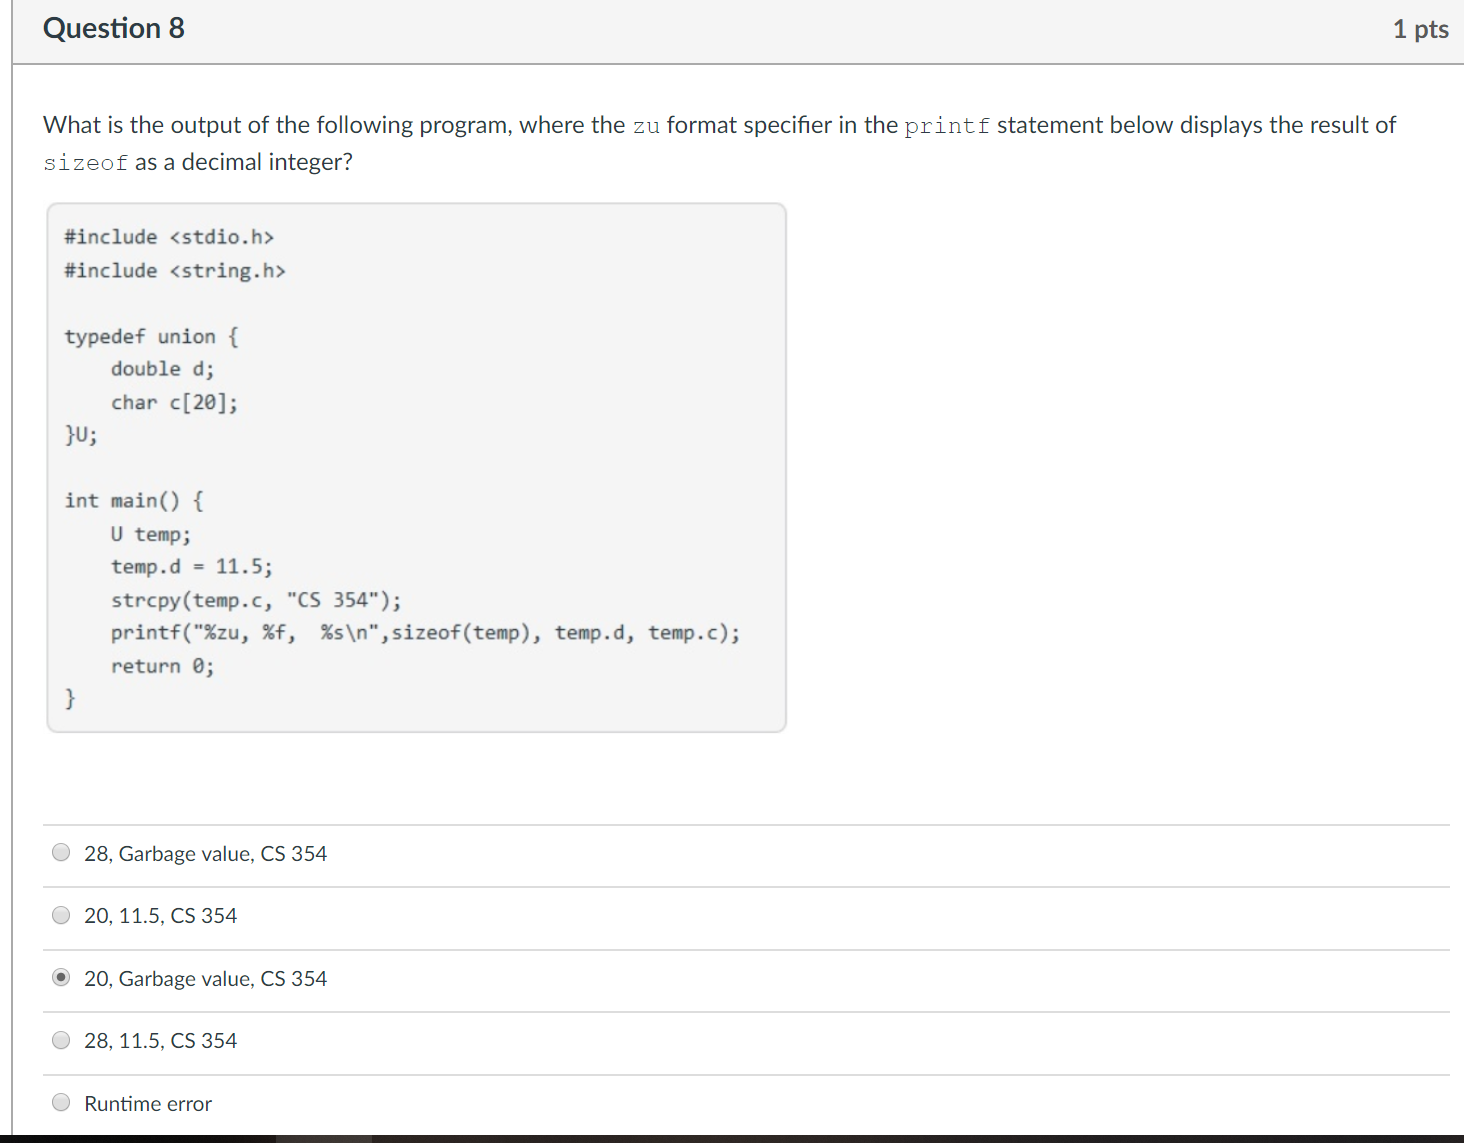 Question 8
1 pts
What is the output of the following program, where the zu format specifier in the printf statement below displays the result of
sizeof as a decimal integer?
#include <stdio.h>
#include <string.h>
typedef union {
    double d;
    char c[20];
}U;
int main() {
    U temp;
    temp.d = 11.5;
    strcpy(temp.c, "CS 354");
    printf("%zu, %f,  %s\n",sizeof(temp), temp.d, temp.c);
    return 0;
}
28, Garbage value, CS 354
20, 11.5, CS 354
20, Garbage value, CS 354
28, 11.5, CS 354
Runtime error